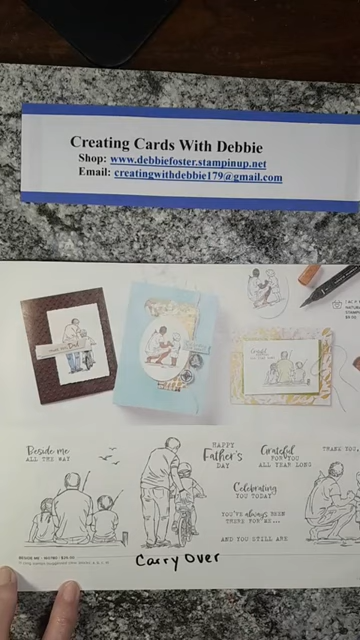 Creating Cards With Debbie
Shop: www.debbiefoster.stampinup.net
Email: creatingwithdebbie179@gmail.com
Beside me
ALL THE WAY
HAPPY
Father's
DAY
Grateful
FOR YOU
ALL YEAR LONG
THANK YOU,
Celebrating
YOU TODAY
YOU'VE always BEEN
THERE FOR ME...
AND YOU STILL ARE
Carry Over